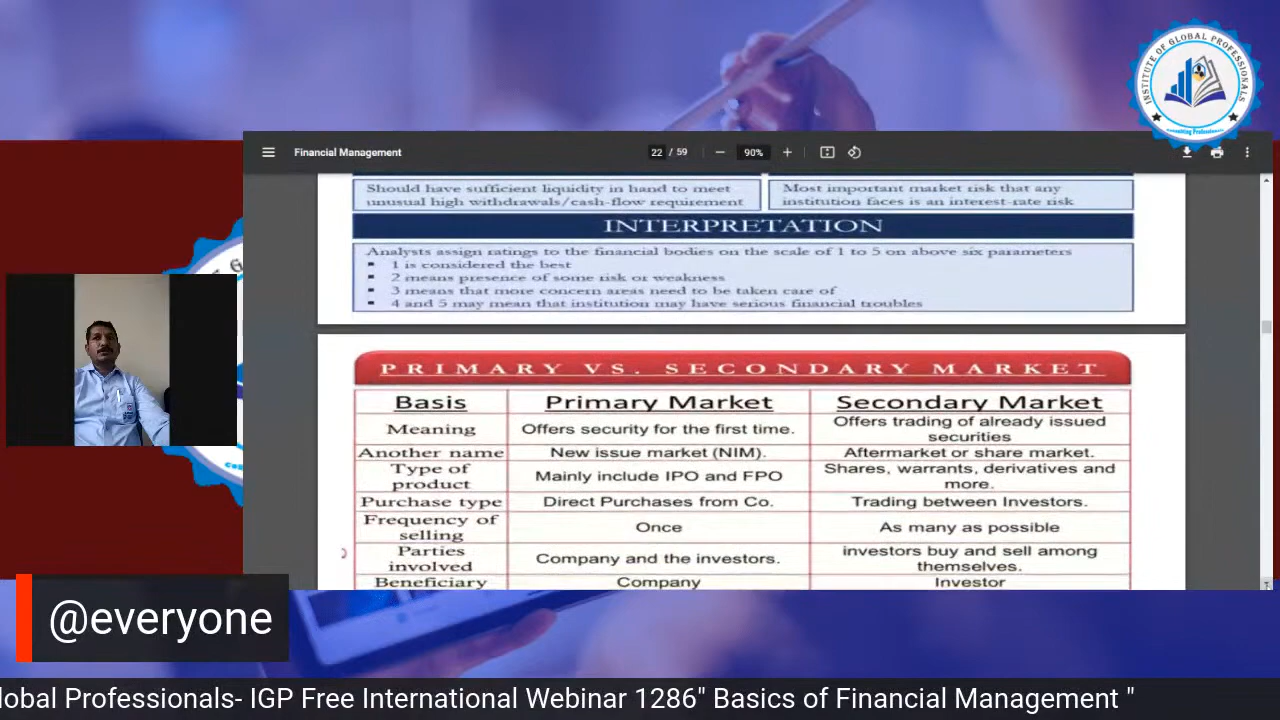 INSTITUTE OF GLOBAL PROFESSIONALS
Consulting Professionals
Financial Management
22 / 59
90%
Should have sufficient liquidity in hand to meet
unusual high withdrawals/cash-flow requirement
Most important market risk that any
institution faces is an interest-rate risk
INTERPRETATION
Analysts assign ratings to the financial bodies on the scale of 1 to 5 on above six parameters
▪ 1 is considered the best
▪ 2 means presence of some risk or weakness
▪ 3 means that more concern areas need to be taken care of
▪ 4 and 5 may mean that institution may have serious financial troubles
PRIMARY VS. SECONDARY MARKET
Basis Primary Market Secondary Market
Meaning Offers security for the first time. Offers trading of already issued
securities
Another name New issue market (NIM). Aftermarket or share market.
Type of
product Mainly include IPO and FPO Shares, warrants, derivatives and
more.
Purchase type Direct Purchases from Co. Trading between Investors.
Frequency of
selling Once As many as possible
Parties
involved Company and the investors. investors buy and sell among
themselves.
Beneficiary Company Investor
@everyone
lobal Professionals- IGP Free International Webinar 1286" Basics of Financial Management "